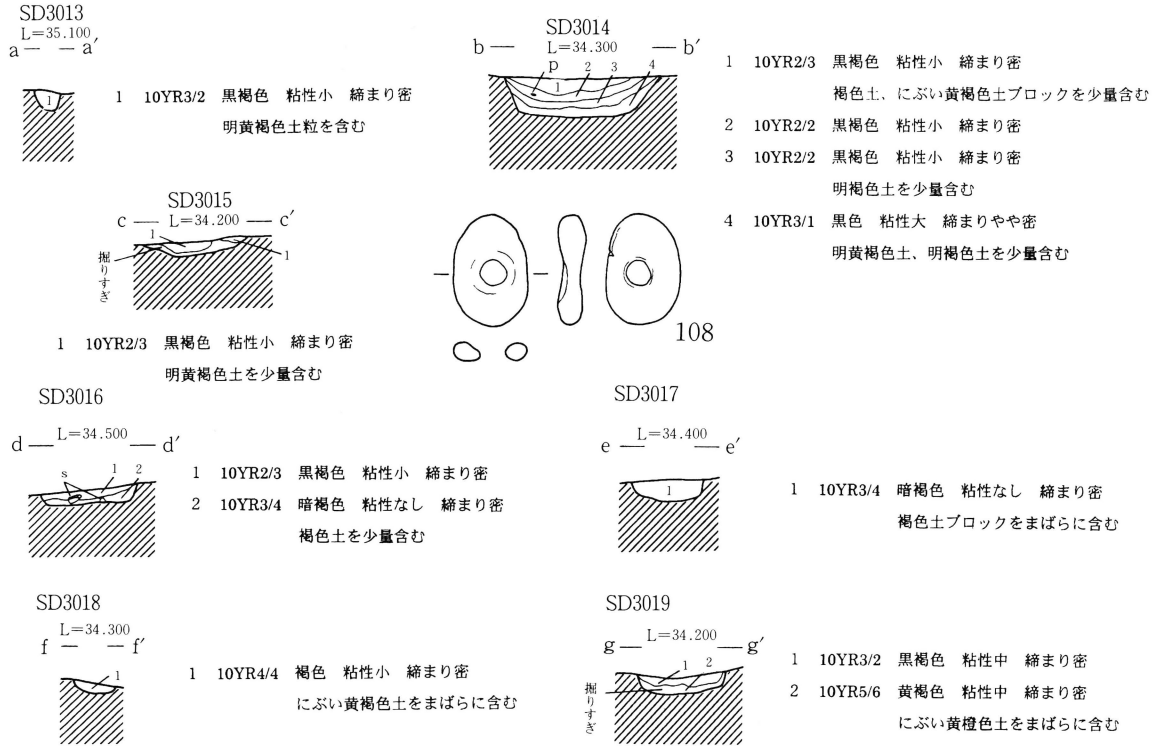 SD3013
L=35.100
a a′
1
1 10YR3/2 黒褐色 粘性小 締まり密
明黄褐色土粒を含む
SD3014
L=34.300
b b′
p 2 3 4
1
1 10YR2/3 黒褐色 粘性小 締まり密
褐色土、にぶい黄褐色土ブロックを少量含む
2 10YR2/2 黒褐色 粘性小 締まり密
3 10YR2/2 黒褐色 粘性小 締まり密
明褐色土を少量含む
4 10YR3/1 黒色 粘性大 締まりやや密
明黄褐色土、明褐色土を少量含む
SD3015
c L=34.200 c′
1
1
掘りすぎ
1 10YR2/3 黒褐色 粘性小 締まり密
明黄褐色土を少量含む
108
SD3016
d L=34.500 d′
s 1 2
1 10YR2/3 黒褐色 粘性小 締まり密
2 10YR3/4 暗褐色 粘性なし 締まり密
褐色土を少量含む
SD3017
L=34.400
e e′
1
1 10YR3/4 暗褐色 粘性なし 締まり密
褐色土ブロックをまばらに含む
SD3018
L=34.300
f f′
1
1 10YR4/4 褐色 粘性小 締まり密
にぶい黄褐色土をまばらに含む
SD3019
g L=34.200 g′
1 2
掘りすぎ
1 10YR3/2 黒褐色 粘性中 締まり密
2 10YR5/6 黄褐色 粘性中 締まり密
にぶい黄橙色土をまばらに含む